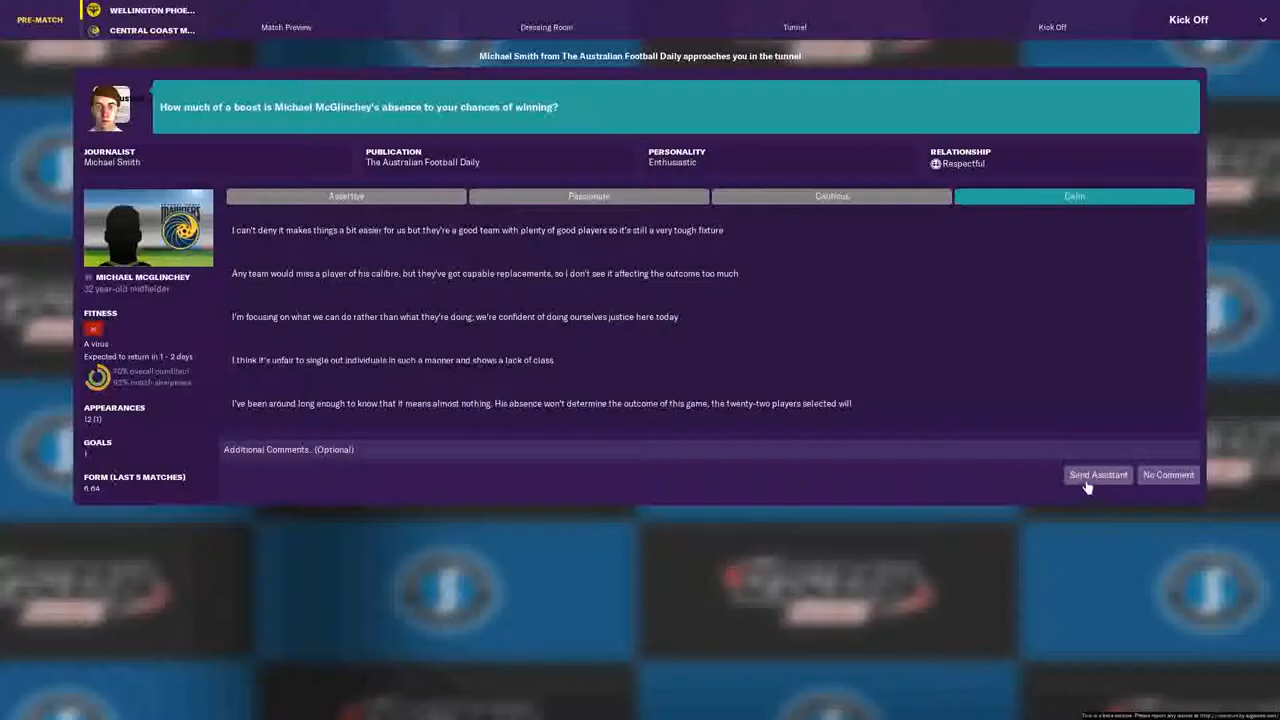 PRE-MATCH
WELLINGTON PHOE...
CENTRAL COAST M...
Match Preview
Dressing Room
Tunnel
Kick Off
Kick Off
Michael Smith from The Australian Football Daily approaches you in the tunnel
How much of a boost is Michael McGlinchey's absence to your chances of winning?
JOURNALIST
Michael Smith
PUBLICATION
The Australian Football Daily
PERSONALITY
Enthusiastic
RELATIONSHIP
Respectful
Assertive
Passionate
Cautious
Calm
I can't deny it makes things a bit easier for us but they're a good team with plenty of good players so it's still a very tough fixture
Any team would miss a player of his calibre, but they've got capable replacements, so I don't see it affecting the outcome too much
I'm focusing on what we can do rather than what they're doing; we're confident of doing ourselves justice here today
I think it's unfair to single out individuals in such a manner and shows a lack of class
I've been around long enough to know that it means almost nothing. His absence won't determine the outcome of this game, the twenty-two players selected will
MARINERS
MICHAEL MCGLINCHEY
32 year-old midfielder
FITNESS
A virus
Expected to return in 1 - 2 days
70% overall condition
93% match sharpness
APPEARANCES
12 (1)
GOALS
1
FORM (LAST 5 MATCHES)
6.64
Additional Comments.. (Optional)
Send Assistant
No Comment